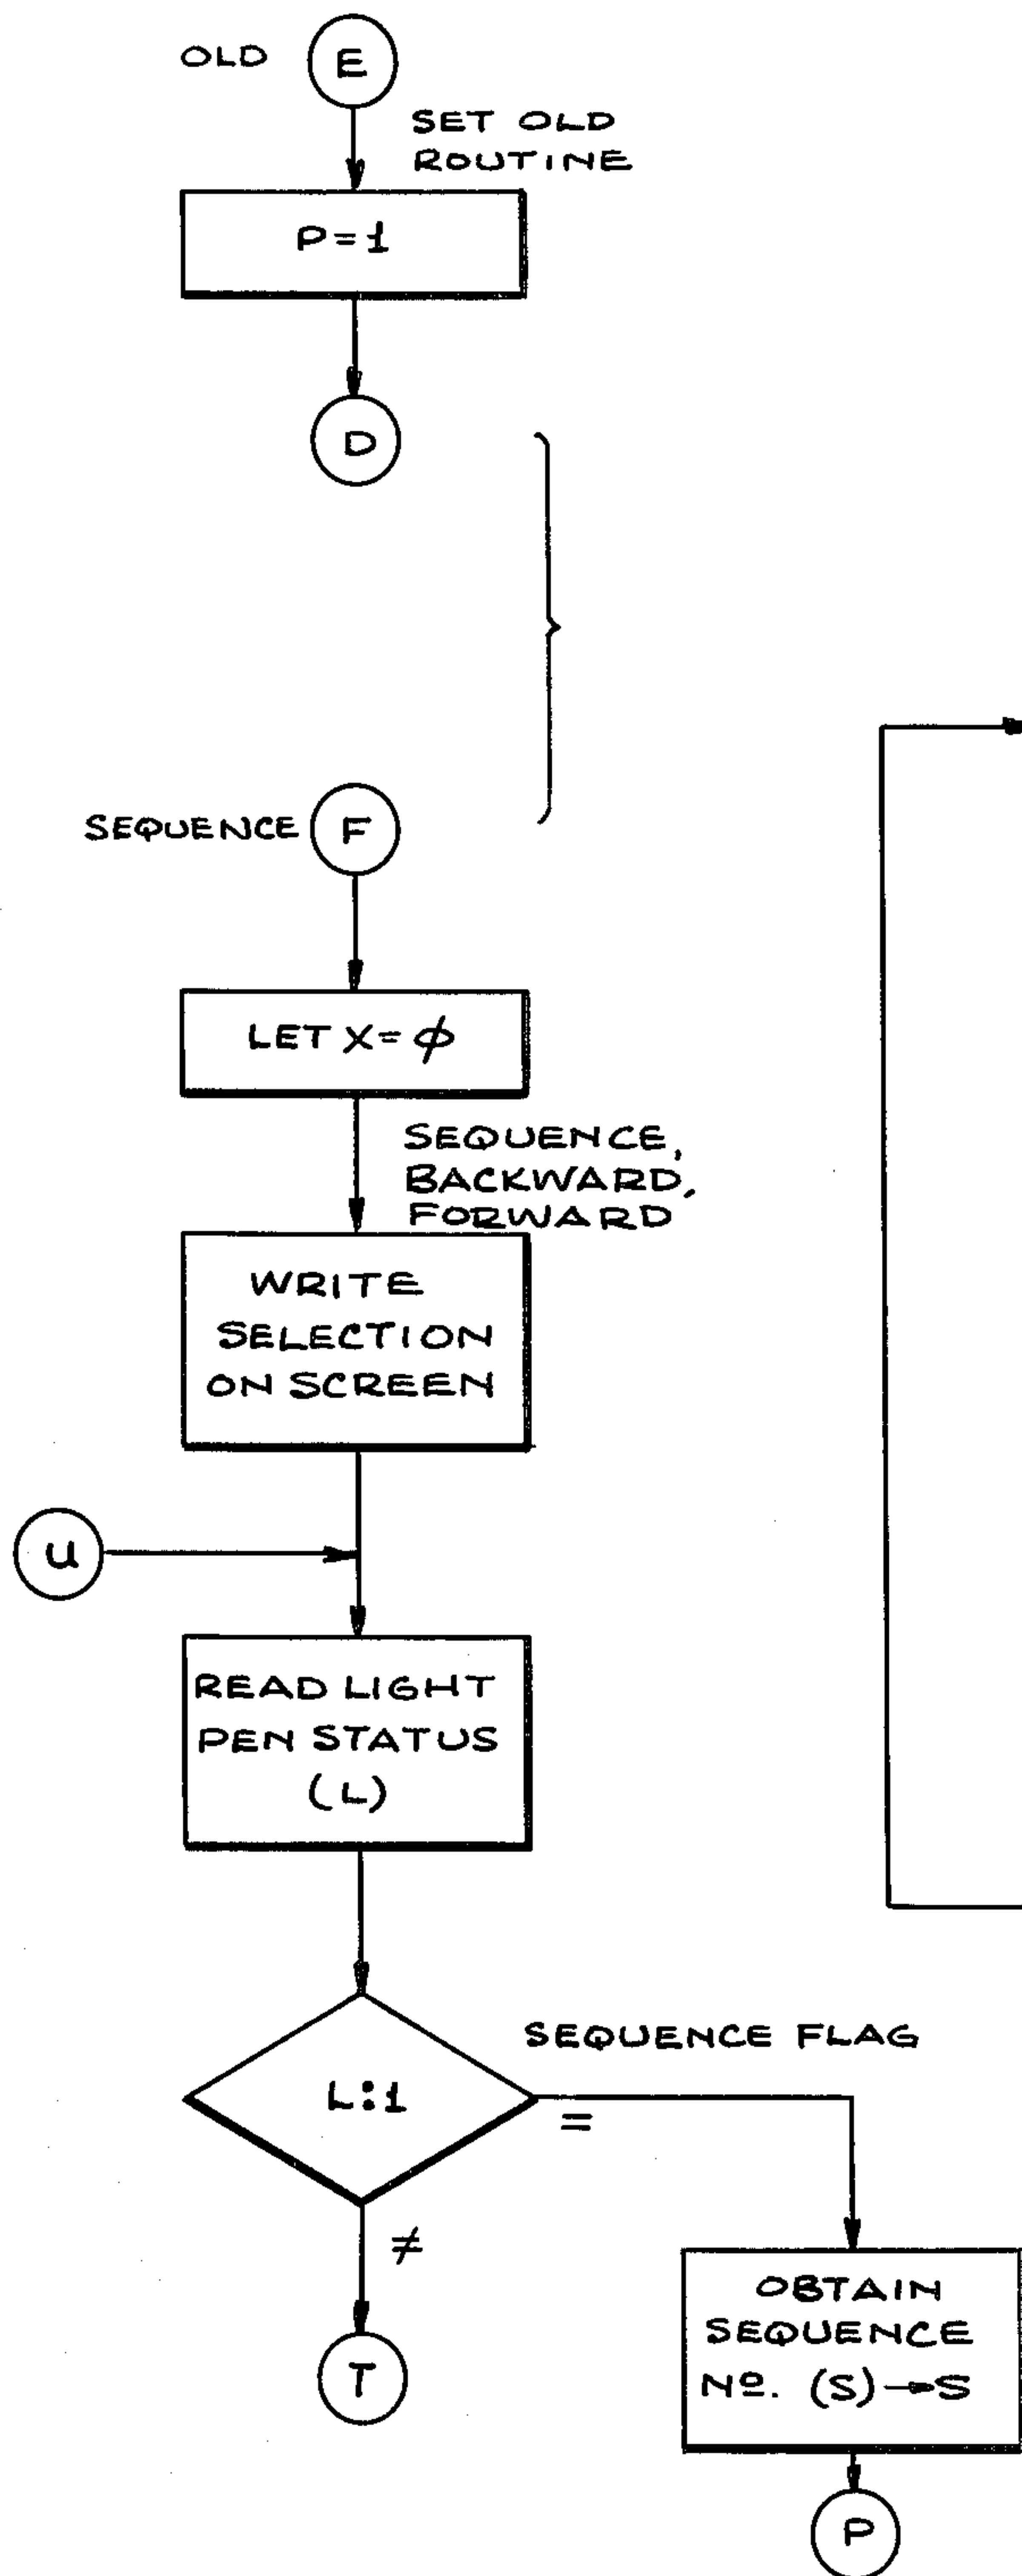 OLD
E
SET OLD
ROUTINE
P=1
D
SEQUENCE
F
LET X=ϕ
SEQUENCE,
BACKWARD,
FORWARD
WRITE
SELECTION
ON SCREEN
U
READ LIGHT
PEN STATUS
(L)
SEQUENCE FLAG
L:1
=
≠
T
OBTAIN
SEQUENCE
Nº. (S)→S
P